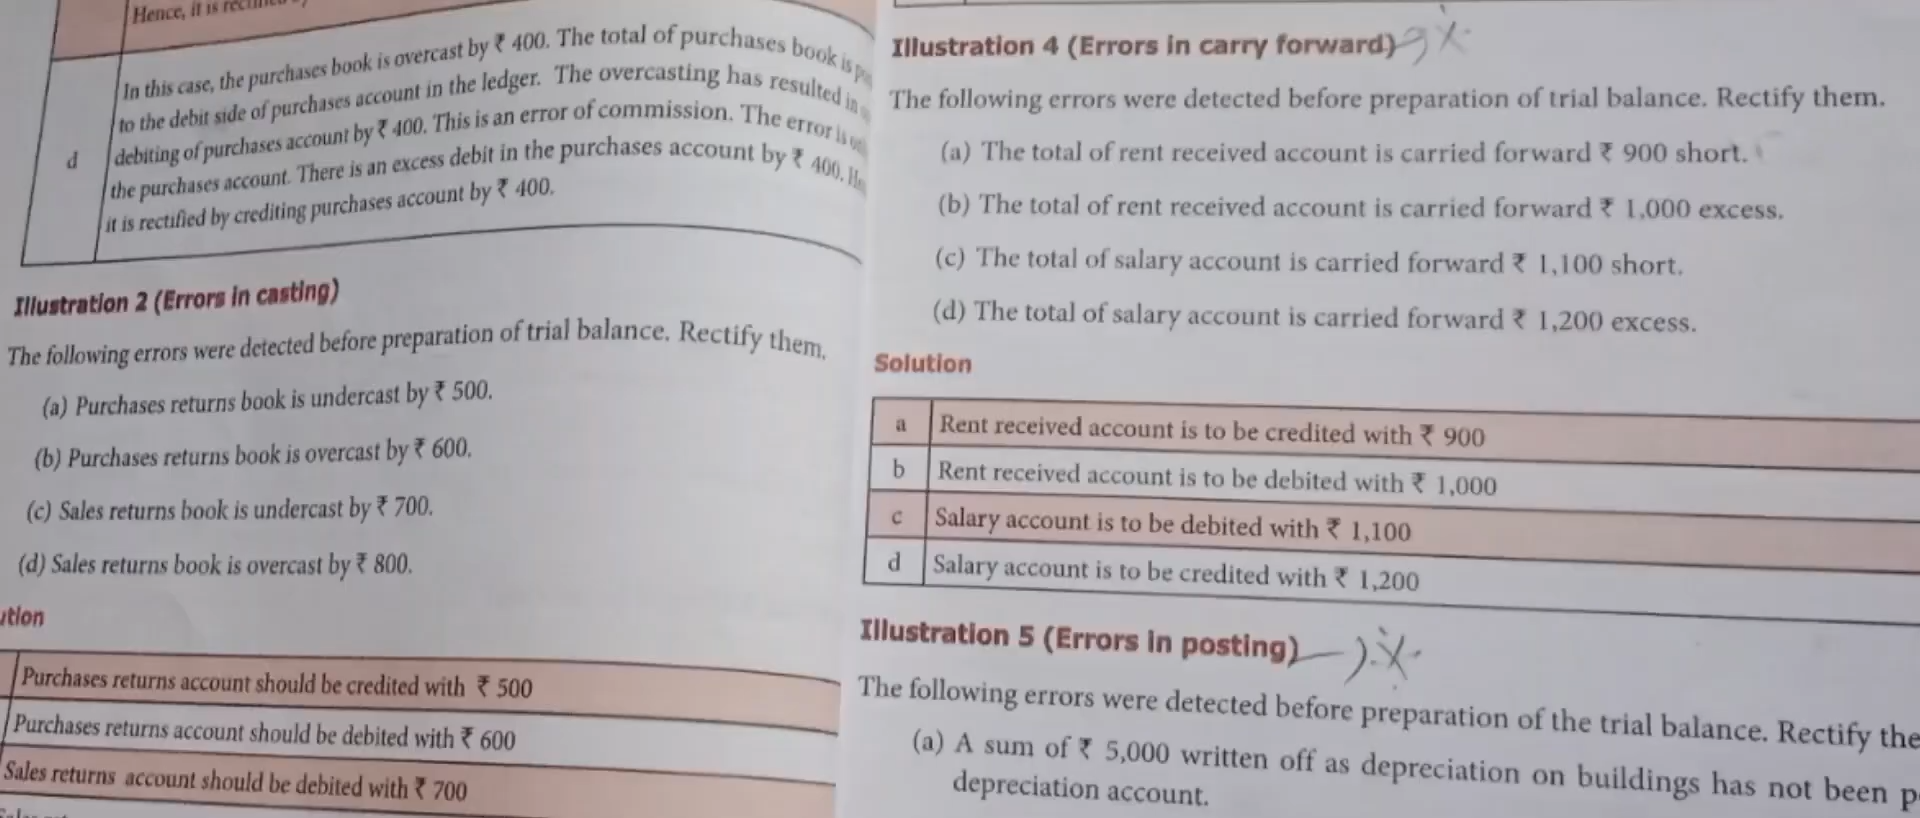 Hence, it is
In this case, the purchases book is overcast by ₹ 400. The total of purchases book is
to the debit side of purchases account in the ledger. The overcasting has resulted in
debiting of purchases account by ₹ 400. This is an error of commission. The error is
d
the purchases account. There is an excess debit in the purchases account by ₹ 400.
it is rectified by crediting purchases account by ₹ 400.
Illustration 2 (Errors in casting)
The following errors were detected before preparation of trial balance. Rectify them.
(a) Purchases returns book is undercast by ₹ 500.
(b) Purchases returns book is overcast by ₹ 600.
(c) Sales returns book is undercast by ₹ 700.
(d) Sales returns book is overcast by ₹ 800.
ution
Purchases returns account should be credited with ₹ 500
Purchases returns account should be debited with ₹ 600
Sales returns account should be debited with ₹ 700
Illustration 4 (Errors in carry forward)
The following errors were detected before preparation of trial balance. Rectify them.
(a) The total of rent received account is carried forward ₹ 900 short.
(b) The total of rent received account is carried forward ₹ 1,000 excess.
(c) The total of salary account is carried forward ₹ 1,100 short.
(d) The total of salary account is carried forward ₹ 1,200 excess.
Solution
a Rent received account is to be credited with ₹ 900
b Rent received account is to be debited with ₹ 1,000
c Salary account is to be debited with ₹ 1,100
d Salary account is to be credited with ₹ 1,200
Illustration 5 (Errors in posting)
The following errors were detected before preparation of the trial balance. Rectify the
(a) A sum of ₹ 5,000 written off as depreciation on buildings has not been p
depreciation account.